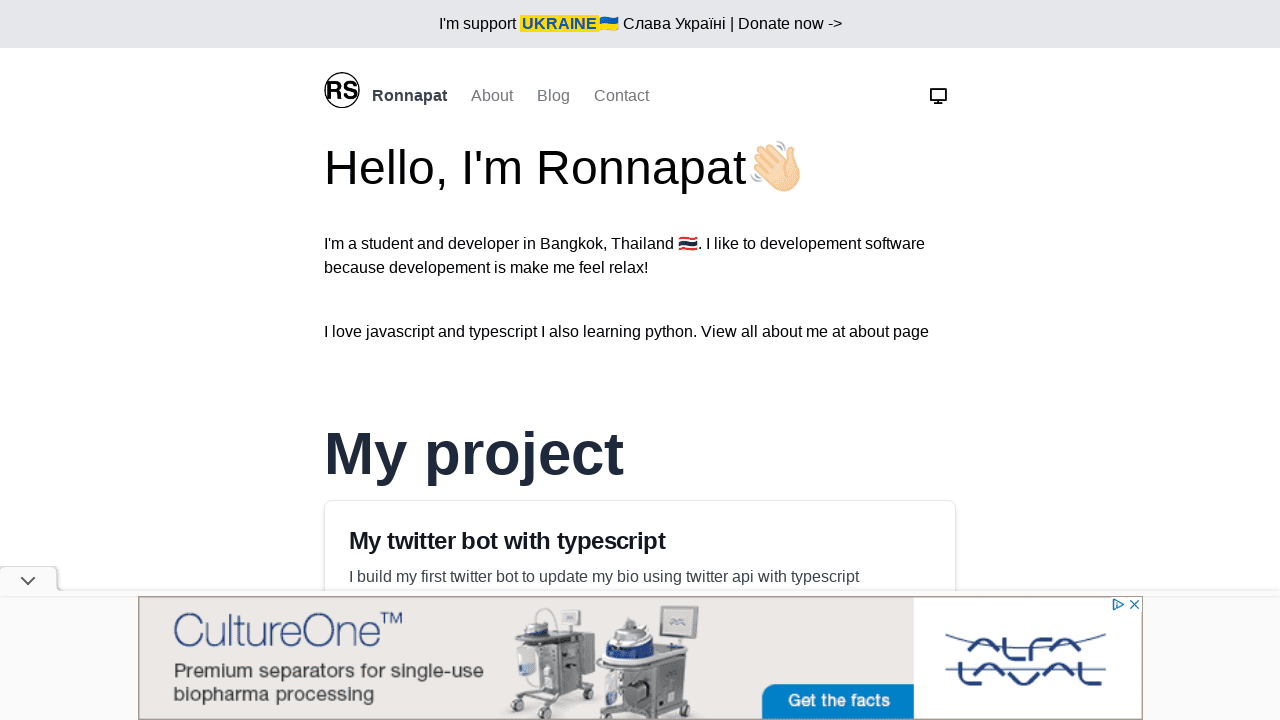 I'm support UKRAINE🇺🇦 Слава Україні | Donate now ->
RS Ronnapat About Blog Contact
Hello, I'm Ronnapat👋🏻
I'm a student and developer in Bangkok, Thailand 🇹🇭. I like to developement software
because developement is make me feel relax!
I love javascript and typescript I also learning python. View all about me at about page
My project
My twitter bot with typescript
I build my first twitter bot to update my bio using twitter api with typescript
CultureOne™
Premium separators for single-use
biopharma processing
Get the facts
ALFA
LAVAL